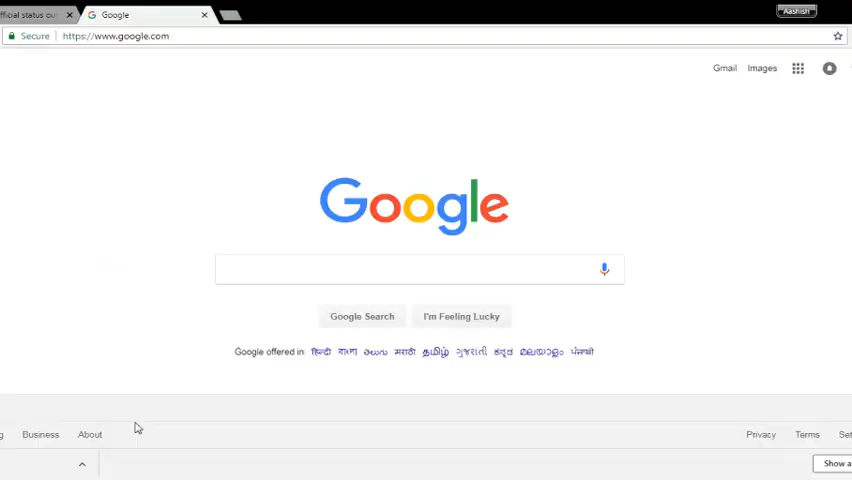 fficial status ou
Google
Aashish
Secure https://www.google.com
Gmail Images
Google
Google Search I'm Feeling Lucky
Google offered in: हिन्दी বাংলা తెలుగు मराठी தமிழ் ગુજરાતી ಕನ್ನಡ മലയാളം ਪੰਜਾਬੀ
g Business About Privacy Terms Set
Show a